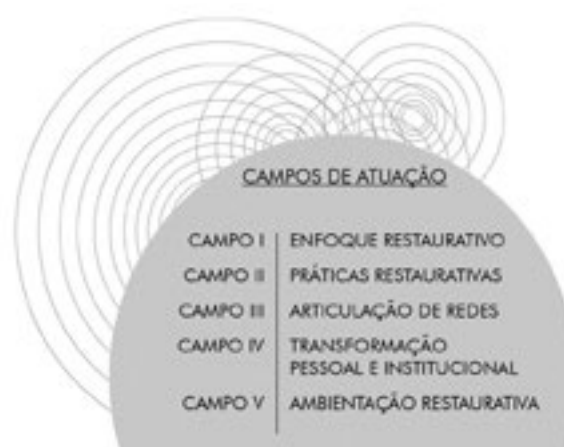 CAMPOS DE ATUAÇÃO
CAMPO I ENFOQUE RESTAURATIVO
CAMPO II PRÁTICAS RESTAURATIVAS
CAMPO III ARTICULAÇÃO DE REDES
CAMPO IV TRANSFORMAÇÃO
PESSOAL E INSTITUCIONAL
CAMPO V AMBIENTAÇÃO RESTAURATIVA